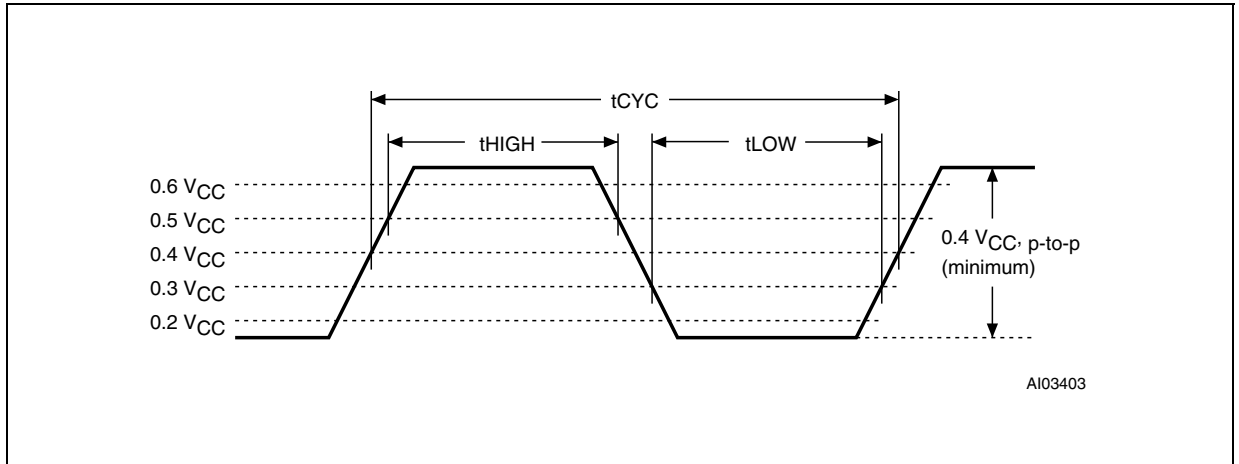 tCYC
tHIGH
tLOW
0.6 VCC
0.5 VCC
0.4 VCC
0.3 VCC
0.2 VCC
0.4 VCC, p-to-p
(minimum)
AI03403